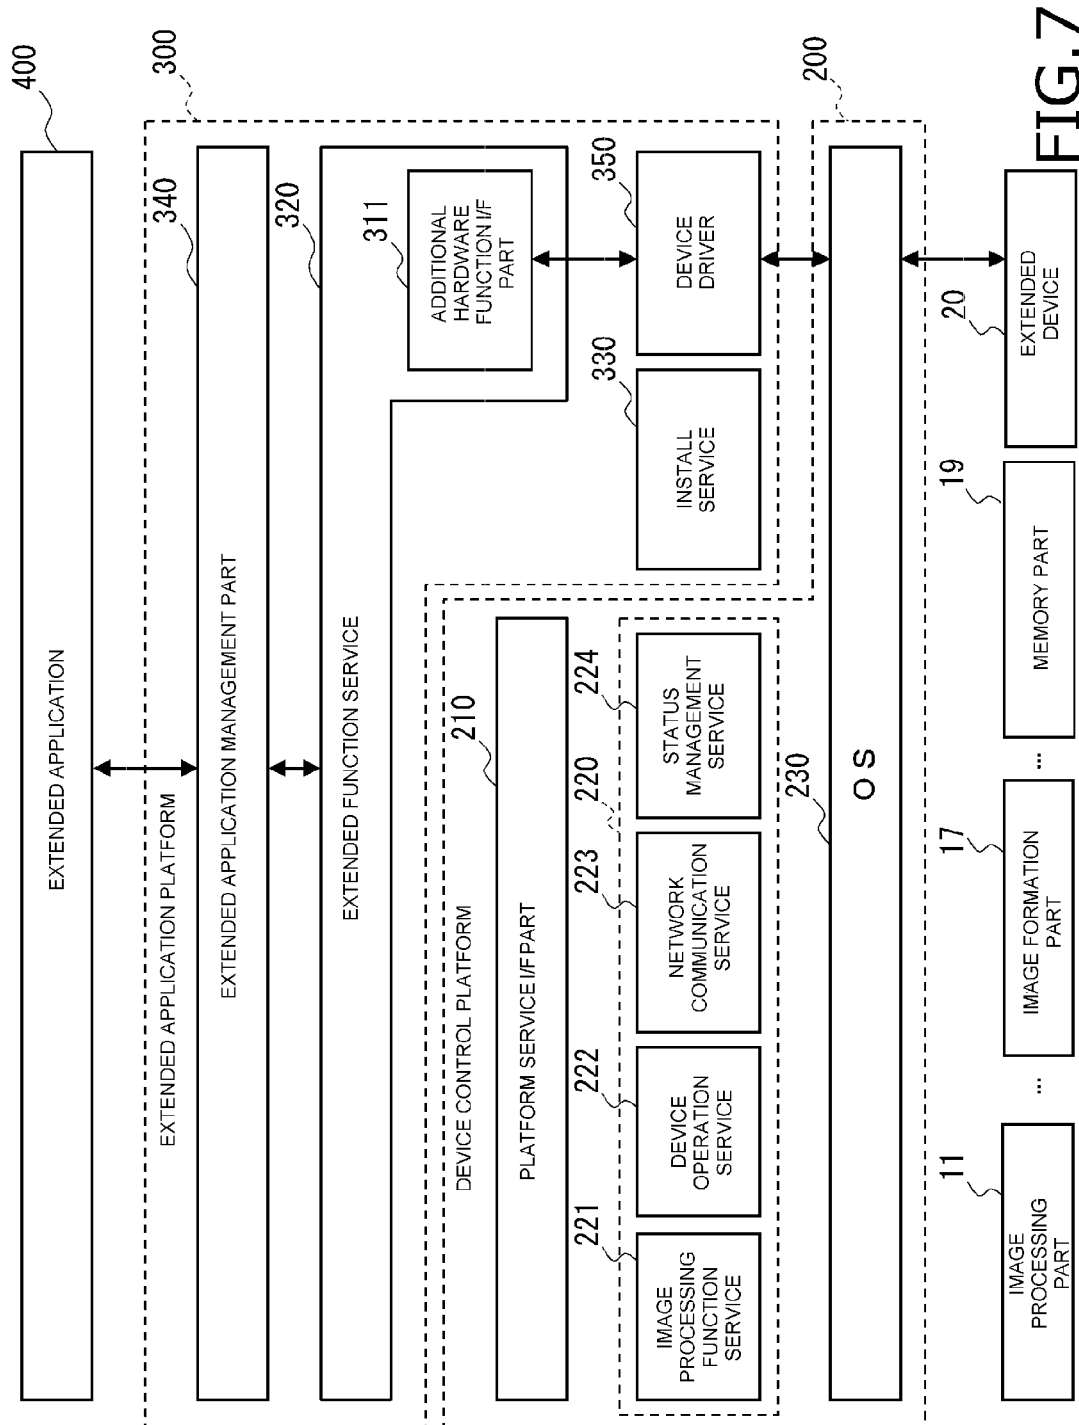 400
EXTENDED APPLICATION
300
EXTENDED APPLICATION PLATFORM
340
EXTENDED APPLICATION MANAGEMENT PART
320
EXTENDED FUNCTION SERVICE
311
ADDITIONAL
HARDWARE
FUNCTION I/F
PART
DEVICE CONTROL PLATFORM
210
PLATFORM SERVICE I/F PART
220
221
IMAGE
PROCESSING
FUNCTION
SERVICE
222
DEVICE
OPERATION
SERVICE
223
NETWORK
COMMUNICATION
SERVICE
224
STATUS
MANAGEMENT
SERVICE
330
INSTALL
SERVICE
350
DEVICE
DRIVER
200
230
OS
11
IMAGE
PROCESSING
PART
...
17
IMAGE FORMATION
PART
...
19
MEMORY PART
20
EXTENDED
DEVICE
FIG.7